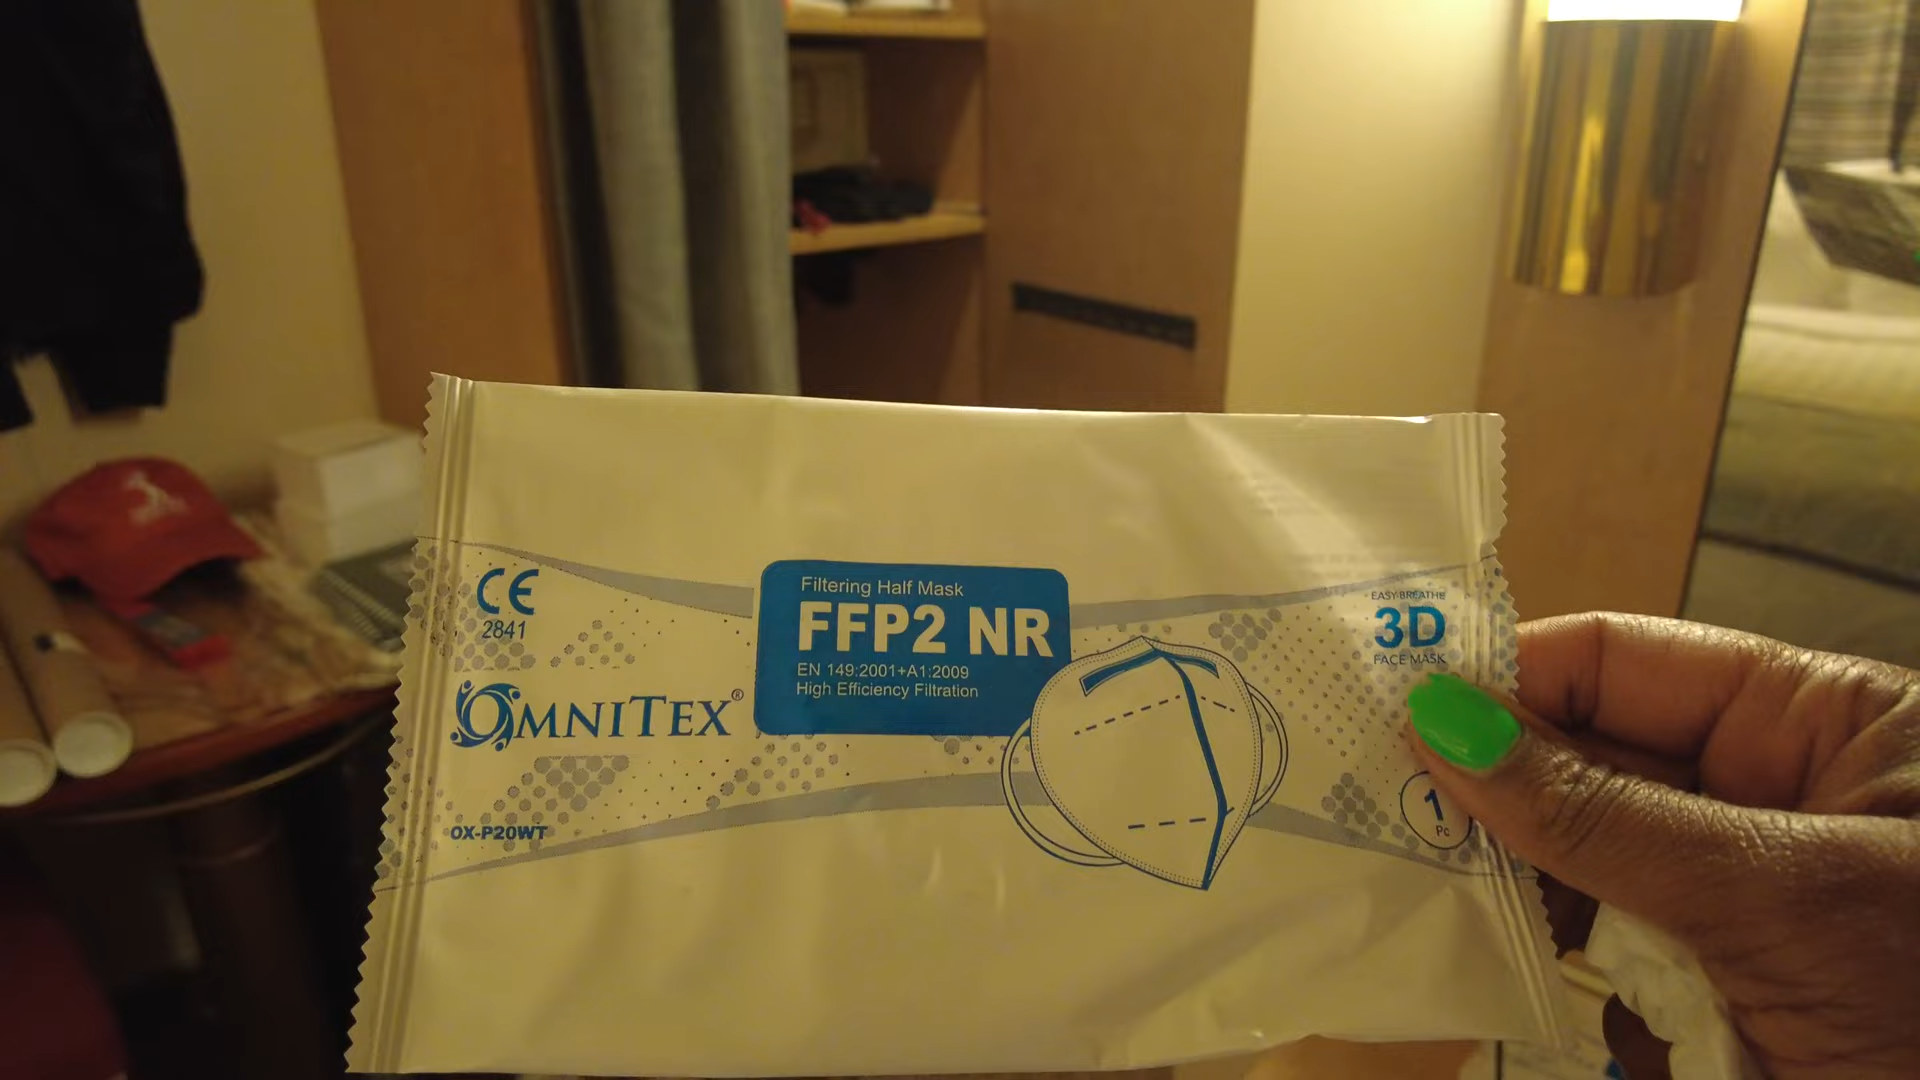 CE
2841
OMNITEX®
OX-P20WT
Filtering Half Mask
FFP2 NR
EN 149:2001+A1:2009
High Efficiency Filtration
EASY BREATHE
3D
FACE MASK
1
Pc